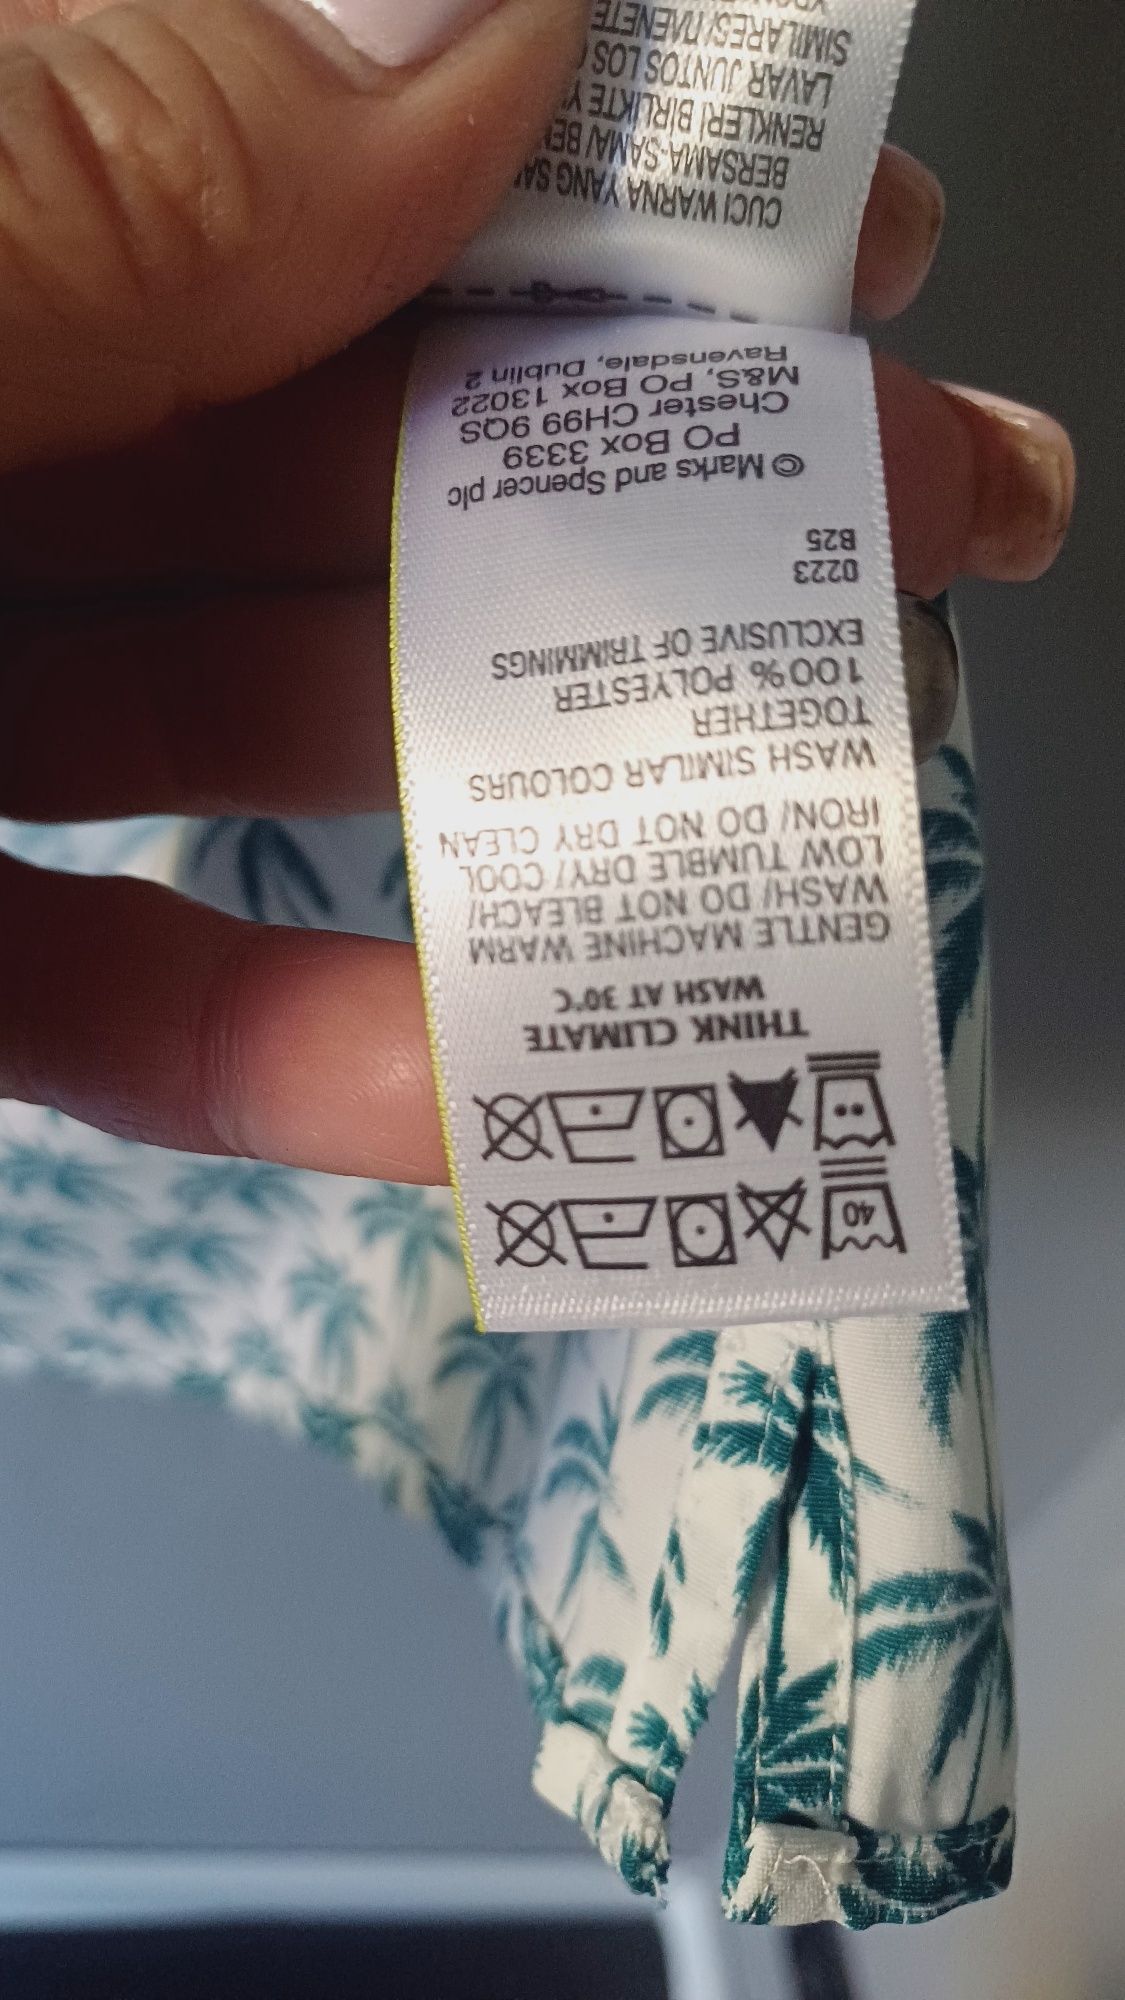 40
THINK CLIMATE
WASH AT 30°C
GENTLE MACHINE WARM
WASH/ DO NOT BLEACH/
LOW TUMBLE DRY/ COOL
IRON/ DO NOT DRY CLEAN
WASH SIMILAR COLOURS
TOGETHER
100% POLYESTER
EXCLUSIVE OF TRIMMINGS
0223
B25
© Marks and Spencer plc
PO Box 3339
Chester CH99 9QS
M&S, PO Box 13022
Ravensdale, Dublin 2
CUCI WARNA YANG
BERSAMA-SAMA/
RENKLERİ BİRLİKTE
LAVAR JUNTOS LOS
SIMILARES/